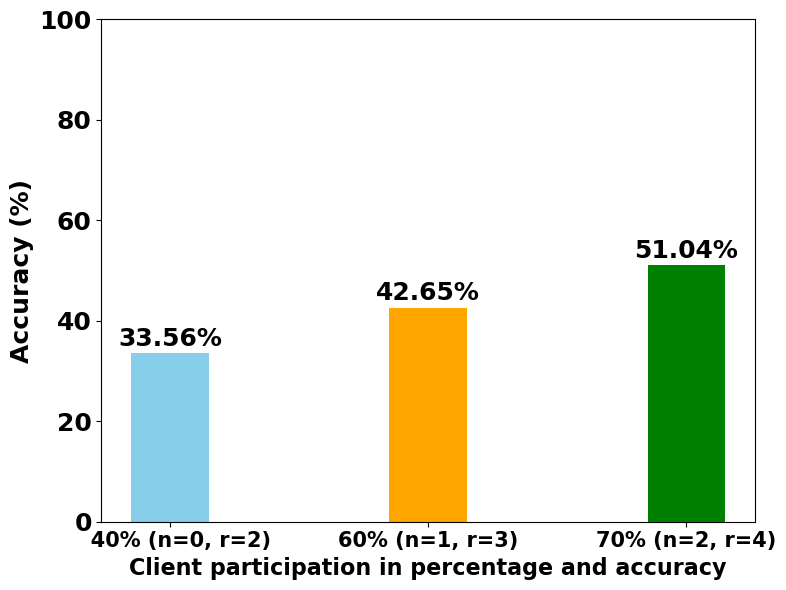 Accuracy (%)
100
80
60
40
20
0
33.56%
42.65%
51.04%
40% (n=0, r=2)
60% (n=1, r=3)
70% (n=2, r=4)
Client participation in percentage and accuracy